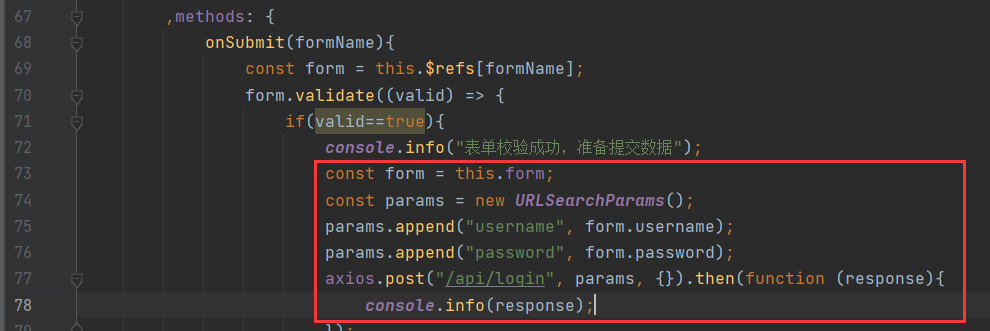 67 ,methods: {
68 onSubmit(formName){
69 const form = this.$refs[formName];
70 form.validate((valid) => {
71 if(valid==true){
72 console.info("表单校验成功，准备提交数据");
73 const form = this.form;
74 const params = new URLSearchParams();
75 params.append("username", form.username);
76 params.append("password", form.password);
77 axios.post("/api/login", params, {}).then(function (response){
78 console.info(response);
79 });